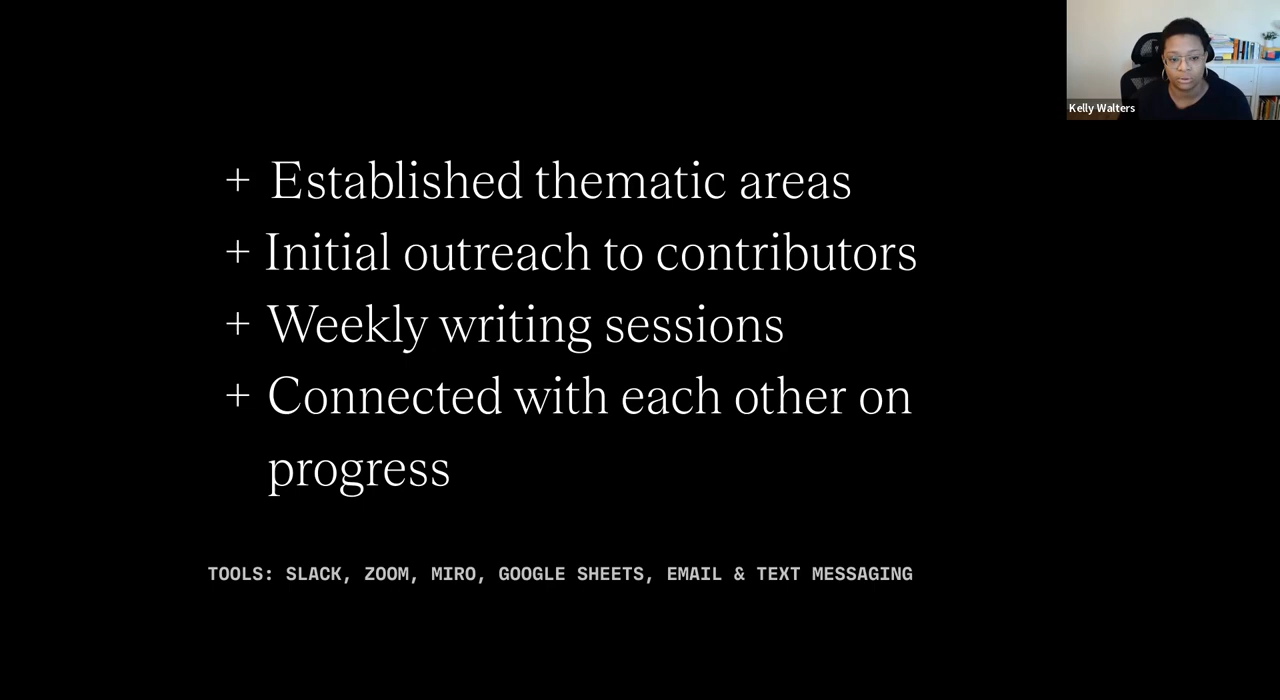 Kelly Walters
+ Established thematic areas
+ Initial outreach to contributors
+ Weekly writing sessions
+ Connected with each other on
progress
TOOLS: SLACK, ZOOM, MIRO, GOOGLE SHEETS, EMAIL & TEXT MESSAGING